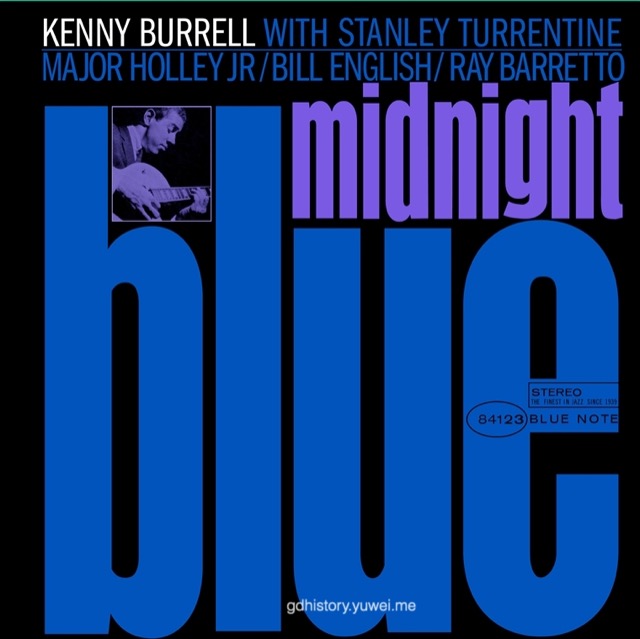 KENNY BURRELL WITH STANLEY TURRENTINE
MAJOR HOLLEY JR/BILL ENGLISH/RAY BARRETTO
midnight
blue
STEREO
THE FINEST IN JAZZ SINCE 1939
84123 BLUE NOTE
gdhistory.yuwei.me